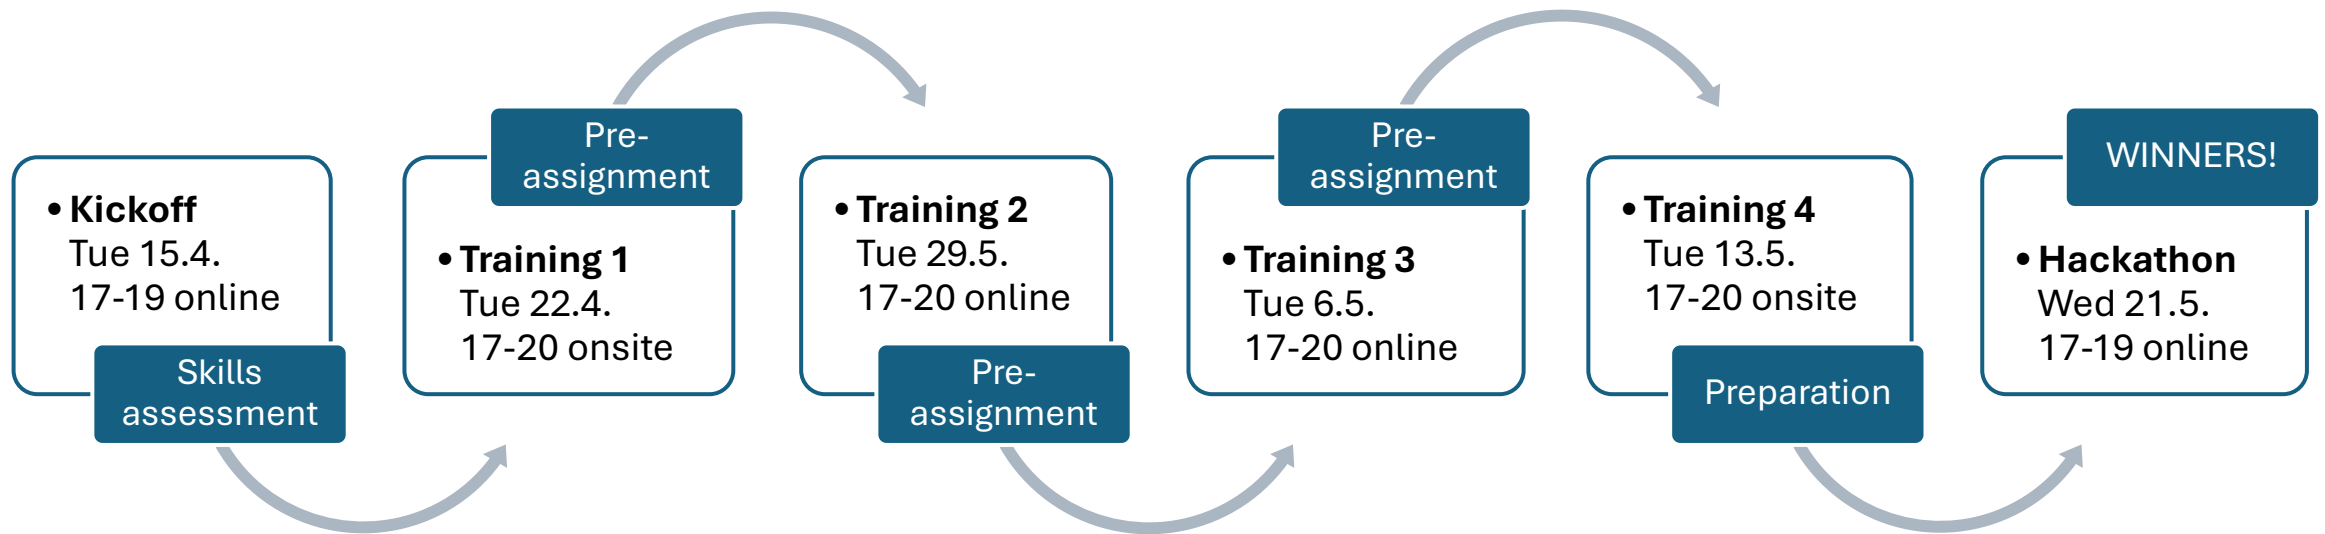 • Kickoff
Tue 15.4.
17-19 online
Skills
assessment
Pre-
assignment
• Training 1
Tue 22.4.
17-20 onsite
• Training 2
Tue 29.5.
17-20 online
Pre-
assignment
Pre-
assignment
• Training 3
Tue 6.5.
17-20 online
• Training 4
Tue 13.5.
17-20 onsite
Preparation
WINNERS!
• Hackathon
Wed 21.5.
17-19 online